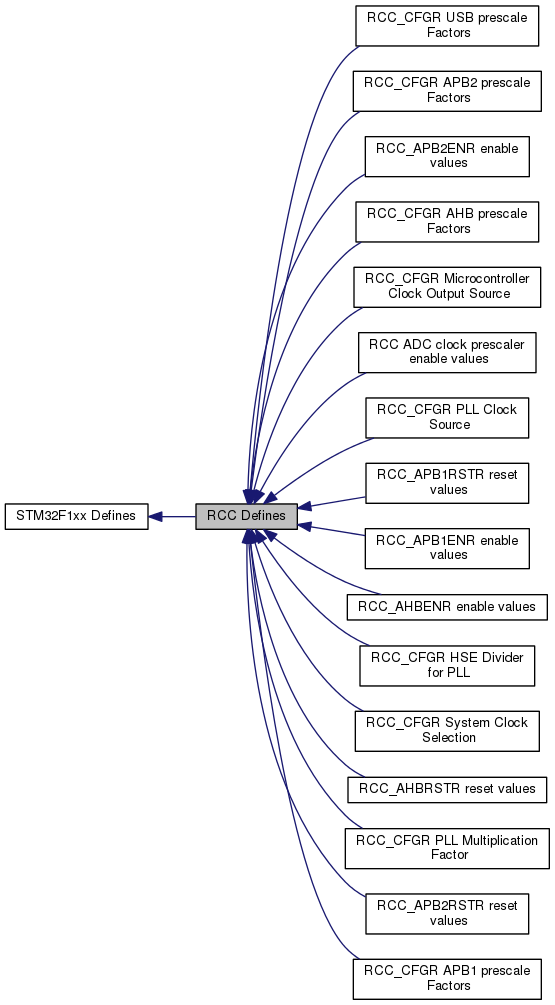 RCC_CFGR USB prescale
Factors
RCC_CFGR APB2 prescale
Factors
RCC_APB2ENR enable
values
RCC_CFGR AHB prescale
Factors
RCC_CFGR Microcontroller
Clock Output Source
RCC ADC clock prescaler
enable values
RCC_CFGR PLL Clock
Source
RCC_APB1RSTR reset
values
STM32F1xx Defines
RCC Defines
RCC_APB1ENR enable
values
RCC_AHBENR enable values
RCC_CFGR HSE Divider
for PLL
RCC_CFGR System Clock
Selection
RCC_AHBRSTR reset values
RCC_CFGR PLL Multiplication
Factor
RCC_APB2RSTR reset
values
RCC_CFGR APB1 prescale
Factors